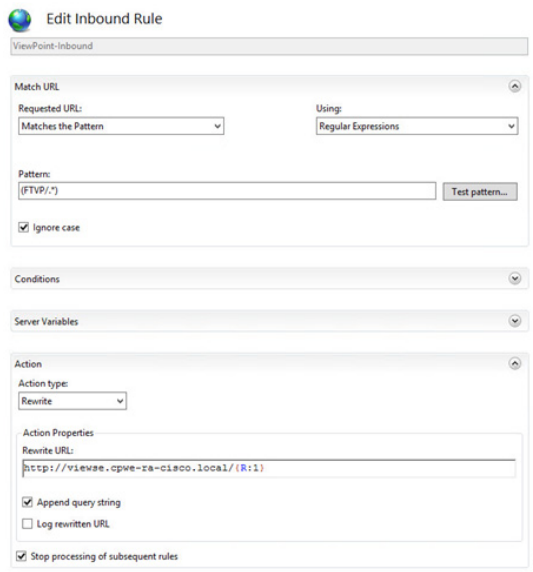 Edit Inbound Rule
ViewPoint-Inbound
Match URL
Requested URL: Using:
Matches the Pattern Regular Expressions
Pattern:
(FTVP/.*) Test pattern...
Ignore case
Conditions
Server Variables
Action
Action type:
Rewrite
Action Properties
Rewrite URL:
http://viewse.cpwe-ra-cisco.local/{R:1}
Append query string
Log rewritten URL
Stop processing of subsequent rules